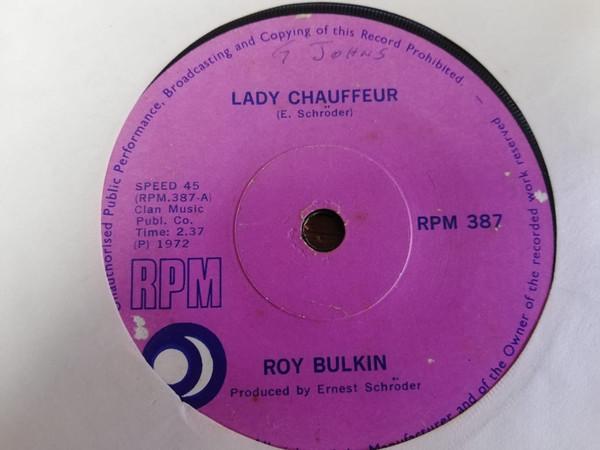 Unauthorised Public Performance, Broadcasting and Copying of this Record Prohibited.
G JOHNS
LADY CHAUFFEUR
(E. Schröder)
SPEED 45
(RPM.387-A)
Clan Music
Publ. Co.
Time: 2.37
(P) 1972
RPM 387
RPM
ROY BULKIN
Produced by Ernest Schröder
Manufacturer and of the Owner of the recorded work reserved